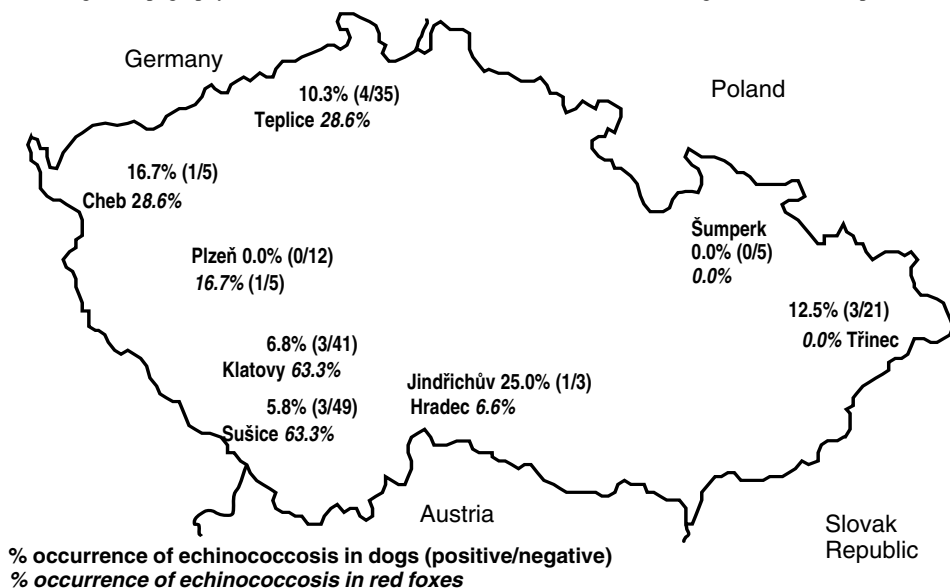 Germany
Poland
10.3% (4/35)
Teplice 28.6%
16.7% (1/5)
Cheb 28.6%
Šumperk
0.0% (0/5)
0.0%
Plzeň 0.0% (0/12)
16.7% (1/5)
12.5% (3/21)
0.0% Třinec
6.8% (3/41)
Klatovy 63.3%
Jindřichův 25.0% (1/3)
Hradec 6.6%
5.8% (3/49)
Sušice 63.3%
Austria
Slovak
Republic
% occurrence of echinococcosis in dogs (positive/negative)
% occurrence of echinococcosis in red foxes